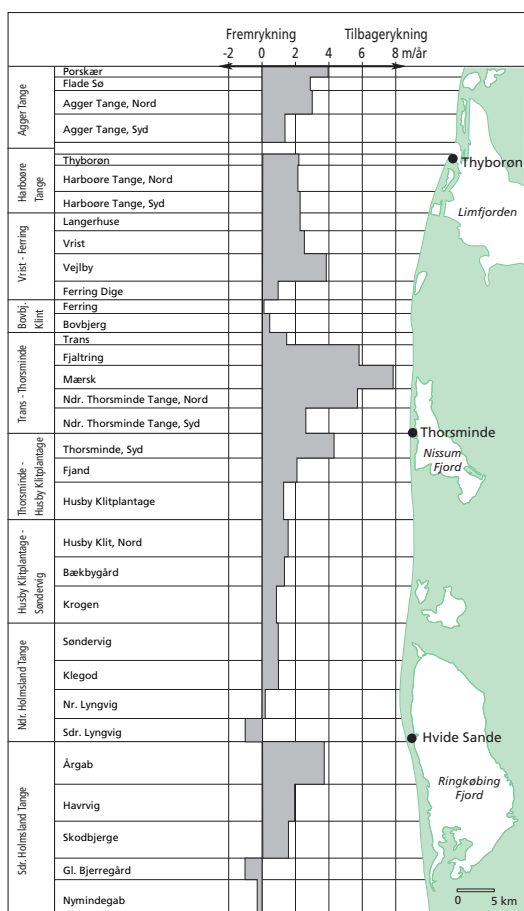 Fremrykning Tilbagerykning
-2 0 2 4 6 8 m/år
Agger Tange
Porskær
Flade Sø
Agger Tange, Nord
Agger Tange, Syd
Harboøre
Tange
Thyborøn
Harboøre Tange, Nord
Harboøre Tange, Syd
Vrist - Ferring
Langerhuse
Vrist
Vejlby
Ferring Dige
Bovbj.
Klint
Ferring
Bovbjerg
Trans - Thorsminde
Trans
Fjaltring
Mærsk
Ndr. Thorsminde Tange, Nord
Ndr. Thorsminde Tange, Syd
Thorsminde -
Husby Klitplantage
Thorsminde, Syd
Fjand
Husby Klitplantage
Husby Klitplantage -
Søndervig
Husby Klit, Nord
Bækbygård
Krogen
Ndr. Holmsland Tange
Søndervig
Klegod
Nr. Lyngvig
Sdr. Lyngvig
Sdr. Holmsland Tange
Årgab
Havrvig
Skodbjerge
Gl. Bjerregård
Nymindegab
Thyborøn
Limfjorden
Thorsminde
Nissum
Fjord
Hvide Sande
Ringkøbing
Fjord
0 5 km